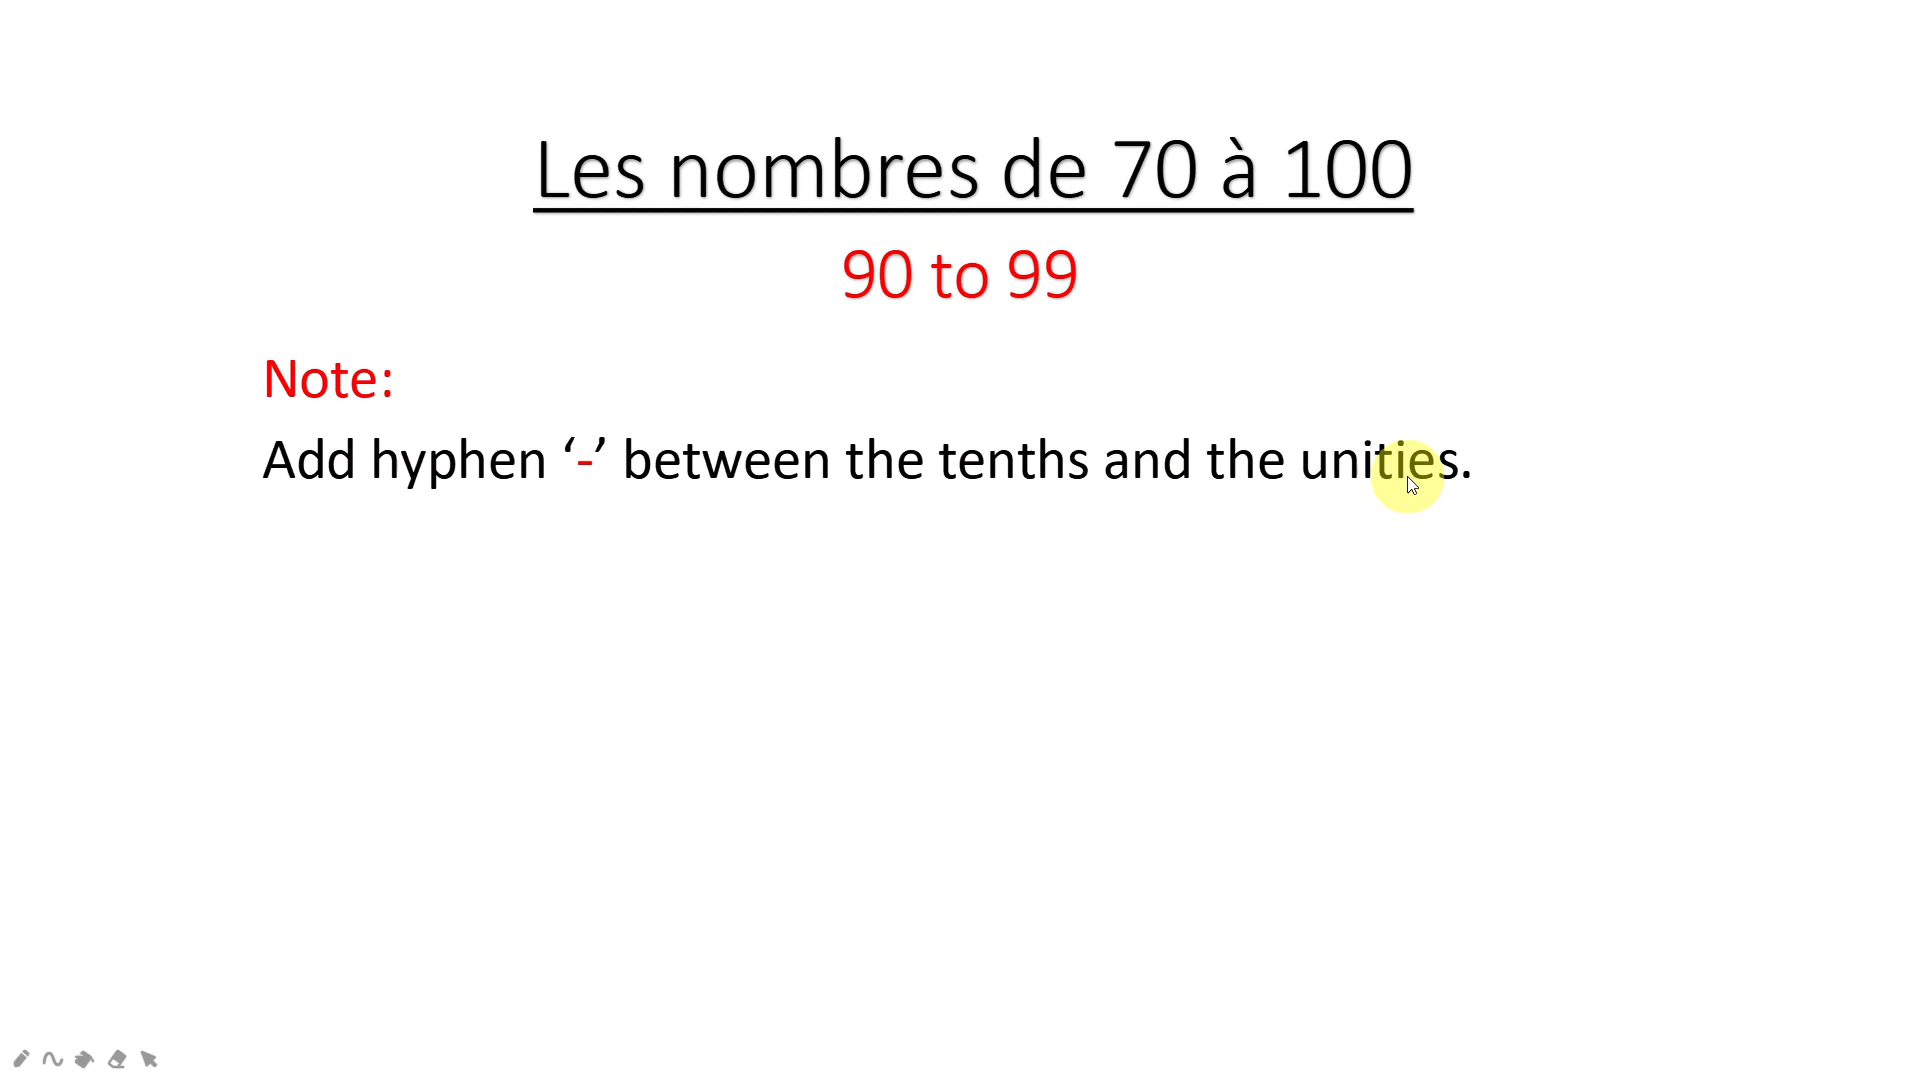 Les nombres de 70 à 100
90 to 99
Note:
Add hyphen ‘-’ between the tenths and the unities.